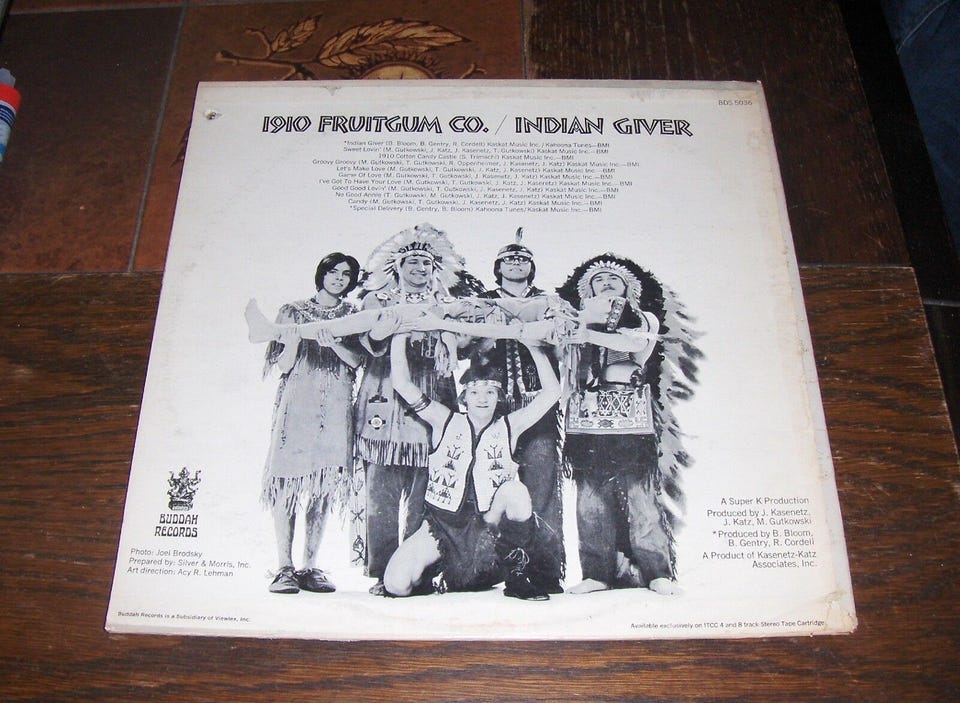 BDS 5036
1910 FRUITGUM CO. / INDIAN GIVER
*Indian Giver (B. Bloom, B. Gentry, R. Cordell) Kaskat Music Inc. / Kahoona Tunes—BMI
Sweet Lovin' (M. Gutkowski, J. Katz, J. Kasenetz, T. Gutkowski) Kaskat Music Inc.—BMI
1910 Cotton Candy Castle (S. Trimachi) Kaskat Music Inc.—BMI
Groovy Groovy (M. Gutkowski, T. Gutkowski, R. Oppenheimer, J. Kasenetz, J. Katz) Kaskat Music Inc.—BMI
Let's Make Love (M. Gutkowski, T. Gutkowski, J. Katz, J. Kasenetz) Kaskat Music Inc.—BMI
Game Of Love (M. Gutkowski, T. Gutkowski, J. Kasenetz, J. Katz) Kaskat Music Inc.—BMI
I've Got To Have Your Love (M. Gutkowski, T. Gutkowski, J. Katz, J. Kasenetz) Kaskat Music Inc.—BMI
Good Good Lovin' (M. Gutkowski, T. Gutkowski, J. Kasenetz, J. Katz) Kaskat Music Inc.—BMI
No Good Annie (T. Gutkowski, M. Gutkowski, J. Katz, J. Kasenetz) Kaskat Music Inc.—BMI
Candy (M. Gutkowski, T. Gutkowski, J. Kasenetz, J. Katz) Kaskat Music Inc.—BMI
*Special Delivery (B. Gentry, B. Bloom) Kahoona Tunes/Kaskat Music Inc.—BMI
BUDDAH
RECORDS
Photo: Joel Brodsky
Prepared by: Silver & Morris, Inc.
Art direction: Acy R. Lehman
Buddah Records is a Subsidiary of Viewlex, Inc.
A Super K Production
Produced by J. Kasenetz,
J. Katz, M. Gutkowski
*Produced by B. Bloom,
B. Gentry, R. Cordell
A Product of Kasenetz-Katz
Associates, Inc.
Available exclusively on ITCC 4 and 8 track Stereo Tape Cartridge